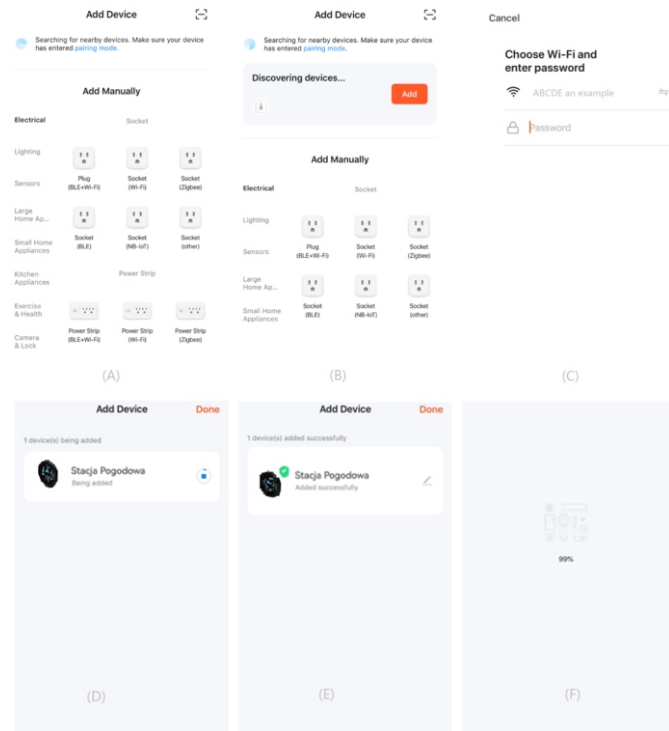 Add Device
Searching for nearby devices. Make sure your device
has entered pairing mode.
Add Manually
Electrical
Socket
Lighting
Sensors
Large
Home Ap...
Small Home
Appliances
Kitchen
Appliances
Exercise
& Health
Camera
& Lock
Plug
(BLE+Wi-Fi)
Socket
(Wi-Fi)
Socket
(Zigbee)
Socket
(BLE)
Socket
(NB-IoT)
Socket
(other)
Power Strip
Power Strip
(BLE+Wi-Fi)
Power Strip
(Wi-Fi)
Power Strip
(Zigbee)
(A)
Add Device
Searching for nearby devices. Make sure your device
has entered pairing mode.
Discovering devices...
Add
Add Manually
Electrical
Socket
Lighting
Sensors
Large
Home Ap...
Small Home
Appliances
Plug
(BLE+Wi-Fi)
Socket
(Wi-Fi)
Socket
(Zigbee)
Socket
(BLE)
Socket
(NB-IoT)
Socket
(other)
(B)
Cancel
Choose Wi-Fi and
enter password
ABCDE an example
Password
(C)
Add Device
Done
1 device(s) being added
Stacja Pogodowa
Being added
(D)
Add Device
Done
1 device(s) added successfully
Stacja Pogodowa
Added successfully
(E)
99%
(F)